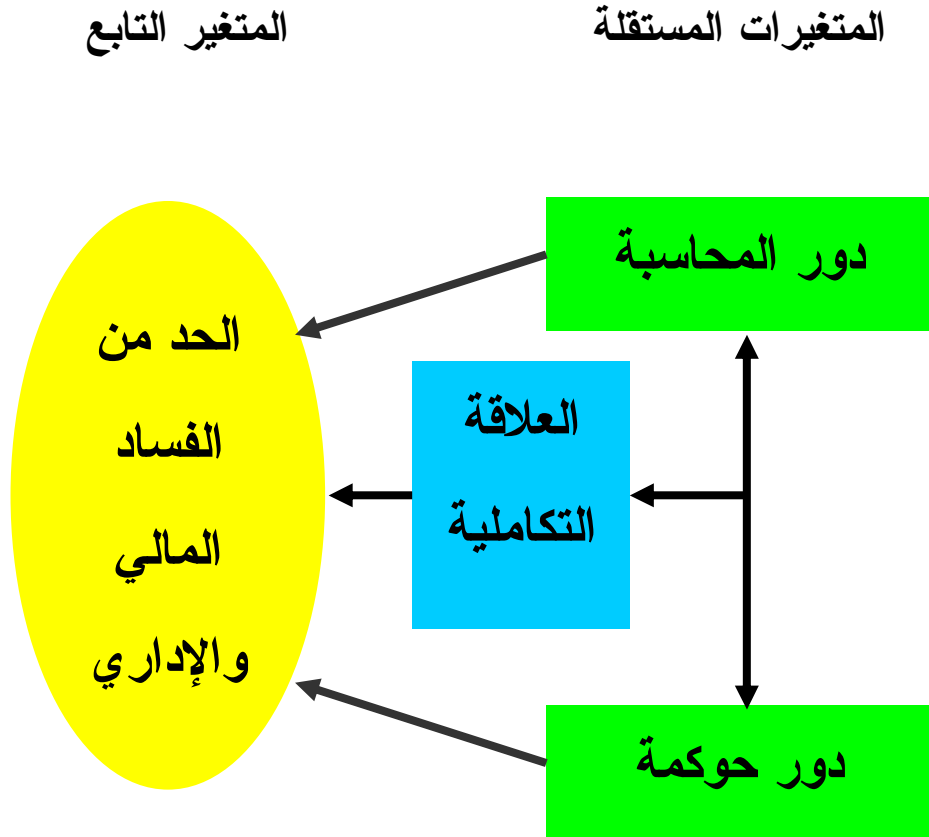 المتغيرات المستقلة
المتغير التابع
دور المحاسبة
العلاقة
التكاملية
دور حوكمة
الحد من
الفساد
المالي
والإداري